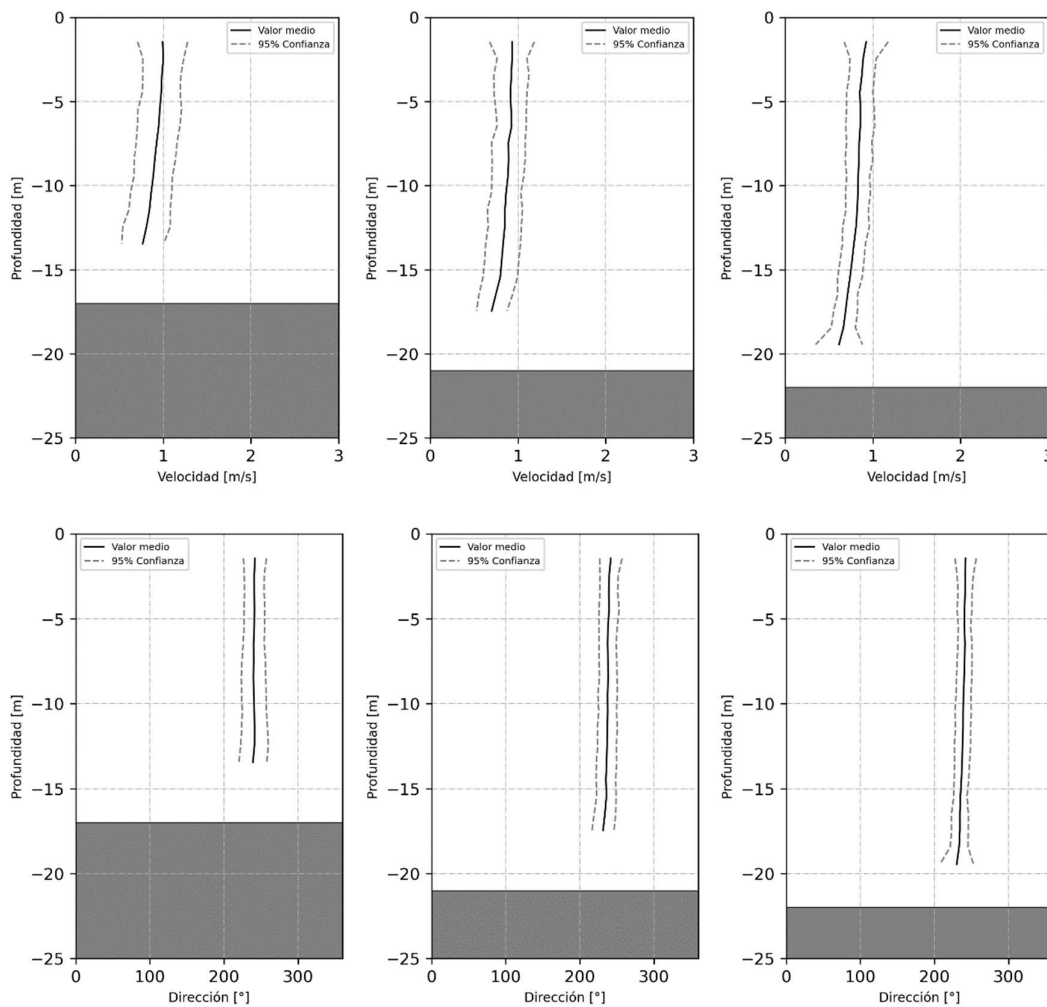 0
−5
−10
−15
−20
−25
Profundidad [m]
0
1
2
3
Velocidad [m/s]
Valor medio
95% Confianza
0
−5
−10
−15
−20
−25
Profundidad [m]
0
1
2
3
Velocidad [m/s]
Valor medio
95% Confianza
0
−5
−10
−15
−20
−25
Profundidad [m]
0
1
2
3
Velocidad [m/s]
Valor medio
95% Confianza
0
−5
−10
−15
−20
−25
Profundidad [m]
0
100
200
300
Dirección [°]
Valor medio
95% Confianza
0
−5
−10
−15
−20
−25
Profundidad [m]
0
100
200
300
Dirección [°]
Valor medio
95% Confianza
0
−5
−10
−15
−20
−25
Profundidad [m]
0
100
200
300
Dirección [°]
Valor medio
95% Confianza